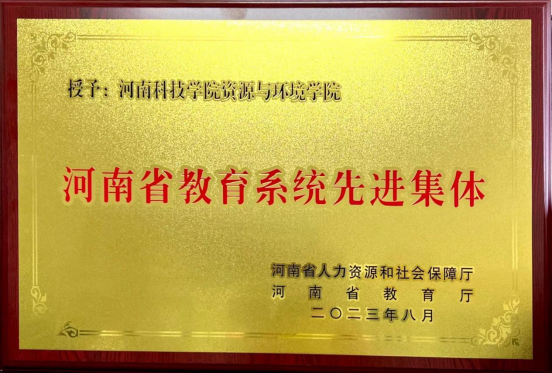 授予：河南科技学院资源与环境学院
河南省教育系统先进集体
河南省人力资源和社会保障厅
河南省教育厅
二〇二三年八月